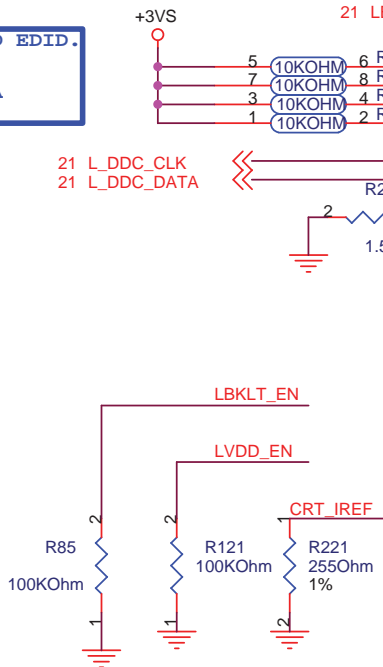 +3VS
21
EDID.
5 10KOHM 6
7 10KOHM 8
3 10KOHM 4
1 10KOHM 2
21 L_DDC_CLK
21 L_DDC_DATA
2
LBKLT_EN
LVDD_EN
CRT_IREF
2 2 1
R85 R121 R221
100KOhm 100KOhm 255Ohm
1%
1 1 2